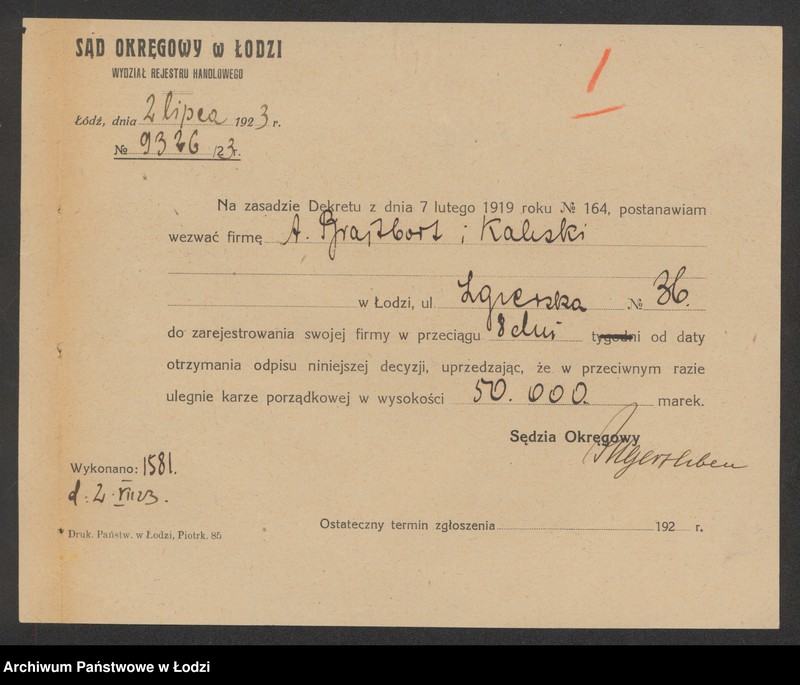 SĄD OKRĘGOWY w ŁODZI
WYDZIAŁ REJESTRU HANDLOWEGO
1
Łódź, dnia 2 lipca 1923 r.
№ 9326 /23 r.
Na zasadzie Dekretu z dnia 7 lutego 1919 roku № 164, postanawiam
wezwać firmę A. Brajtbort i Kaliski
w Łodzi, ul. Zgierska № 36.
do zarejestrowania swojej firmy w przeciągu 8 dni tygodni od daty
otrzymania odpisu niniejszej decyzji, uprzedzając, że w przeciwnym razie
ulegnie karze porządkowej w wysokości 50.000. marek.
Sędzia Okręgowy
Wykonano: 1581.
d: 2 VII 23.
Ostateczny termin zgłoszenia 192 r.
Druk. Państw. w Łodzi, Piotrk. 85
Archiwum Państwowe w Łodzi